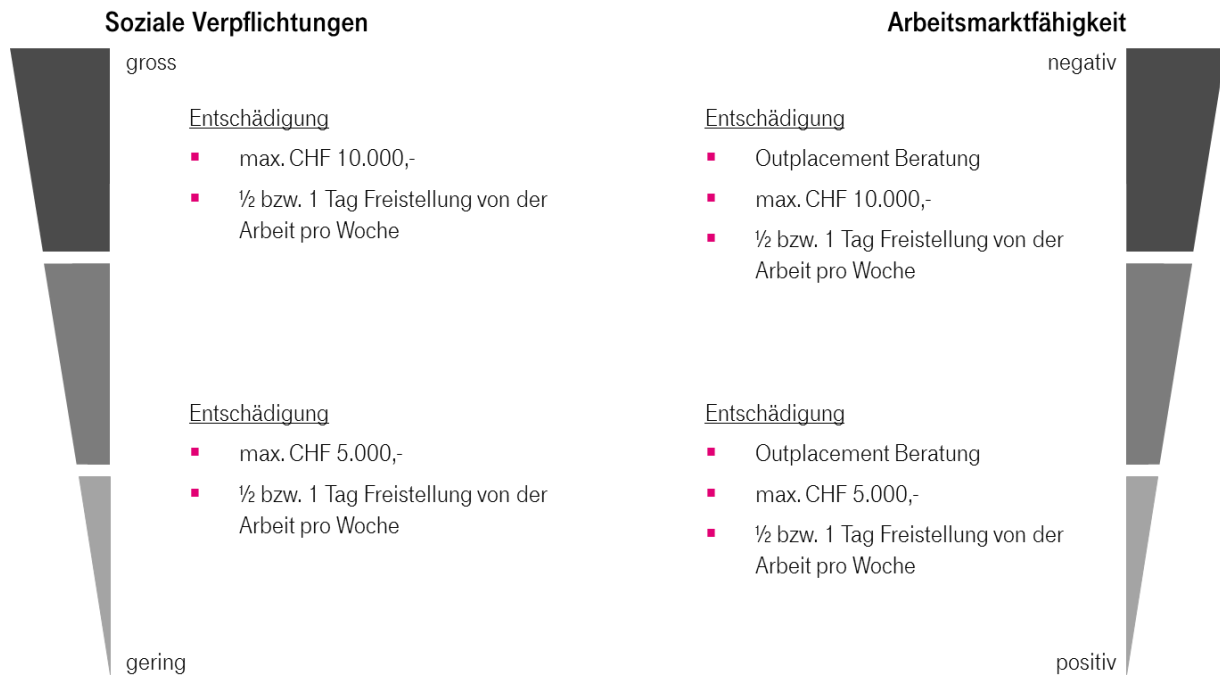 Soziale Verpflichtungen
gross
Entschädigung
▪ max. CHF 10.000,-
▪ ½ bzw. 1 Tag Freistellung von der
Arbeit pro Woche
Entschädigung
▪ max. CHF 5.000,-
▪ ½ bzw. 1 Tag Freistellung von der
Arbeit pro Woche
gering
Arbeitsmarktfähigkeit
negativ
Entschädigung
▪ Outplacement Beratung
▪ max. CHF 10.000,-
▪ ½ bzw. 1 Tag Freistellung von der
Arbeit pro Woche
Entschädigung
▪ Outplacement Beratung
▪ max. CHF 5.000,-
▪ ½ bzw. 1 Tag Freistellung von der
Arbeit pro Woche
positiv